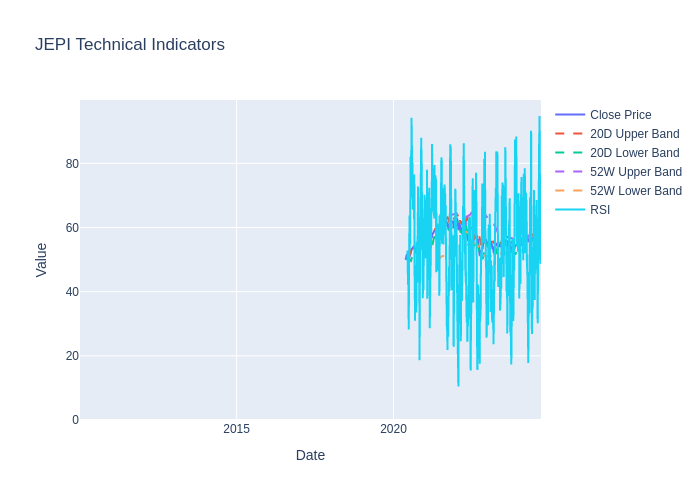 JEPI Technical Indicators
Close Price
20D Upper Band
20D Lower Band
52W Upper Band
52W Lower Band
RSI
80
60
40
20
0
Value
2015
2020
Date